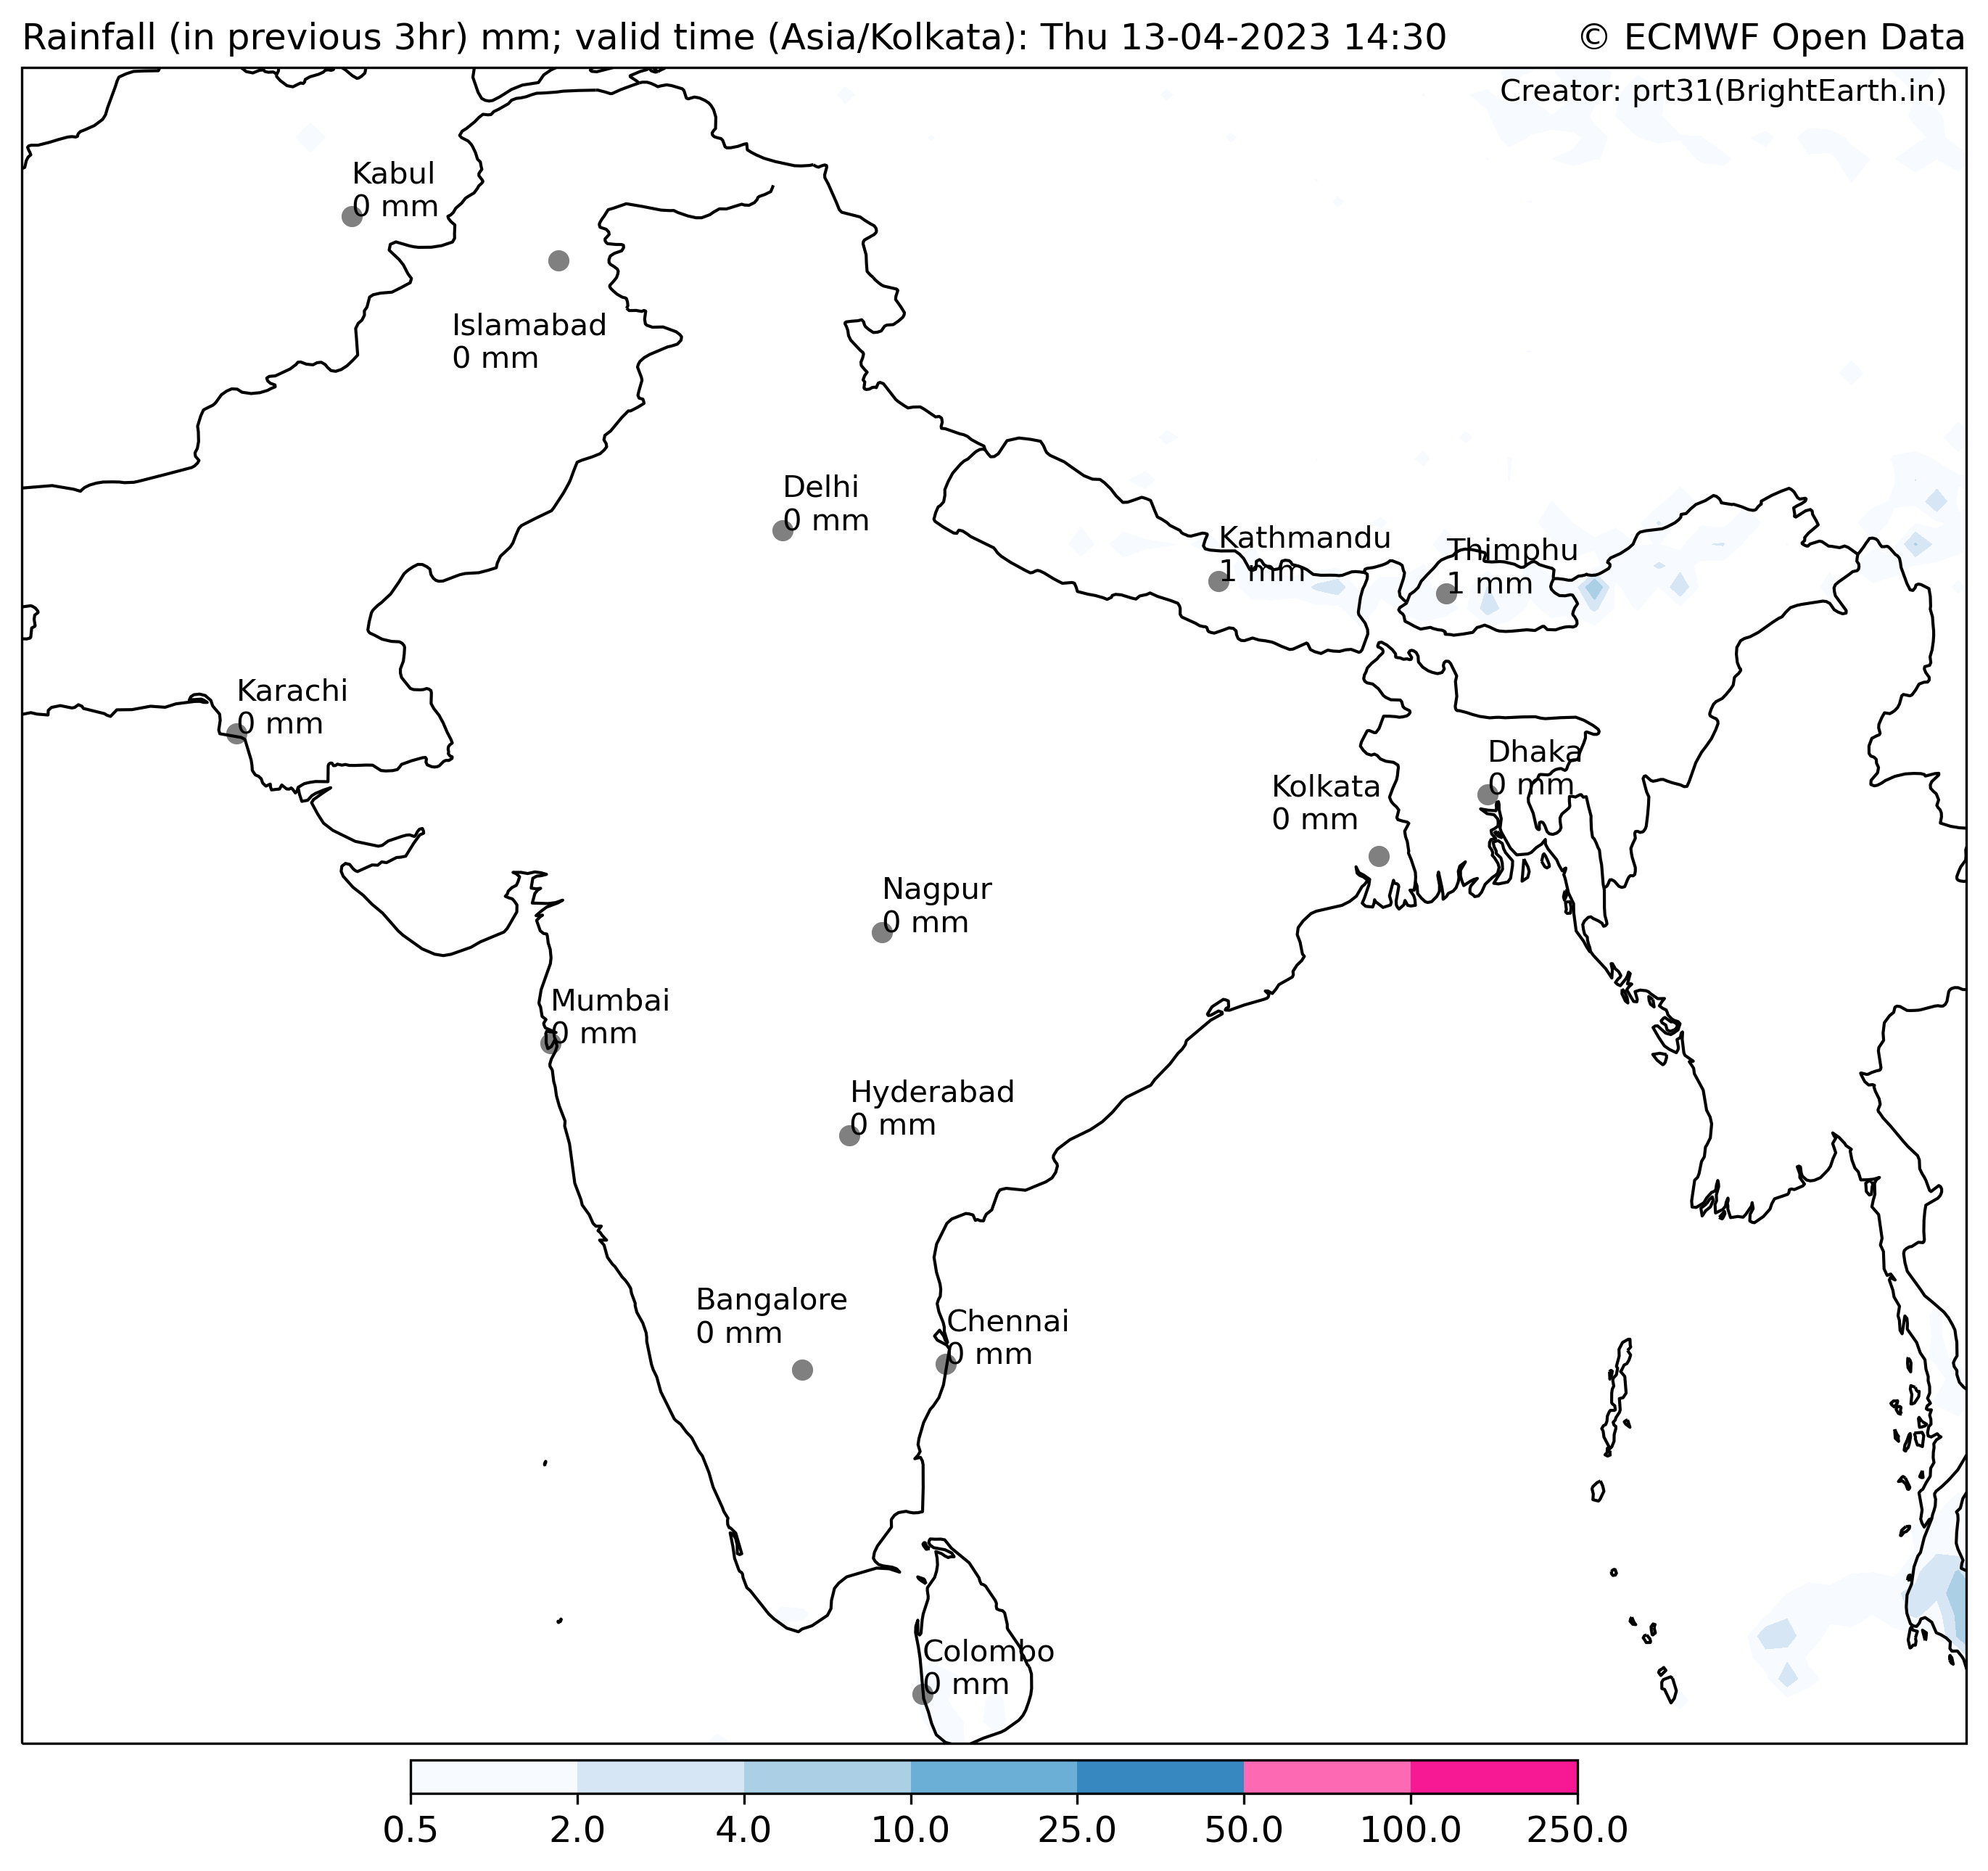 Rainfall (in previous 3hr) mm; valid time (Asia/Kolkata): Thu 13-04-2023 14:30
© ECMWF Open Data
Creator: prt31(BrightEarth.in)
Kabul
0 mm
Islamabad
0 mm
Delhi
0 mm
Kathmandu
1 mm
Thimphu
1 mm
Karachi
0 mm
Dhaka
0 mm
Kolkata
0 mm
Nagpur
0 mm
Mumbai
0 mm
Hyderabad
0 mm
Bangalore
0 mm
Chennai
0 mm
Colombo
0 mm
0.5 2.0 4.0 10.0 25.0 50.0 100.0 250.0